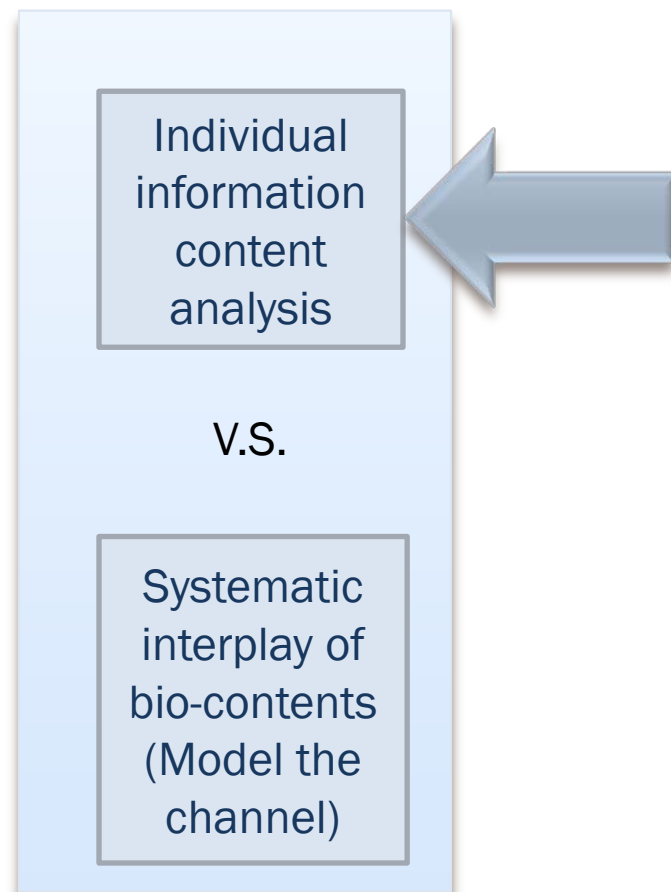 Individual
information
content
analysis
V.S.
Systematic
interplay of
bio-contents
(Model the
channel)